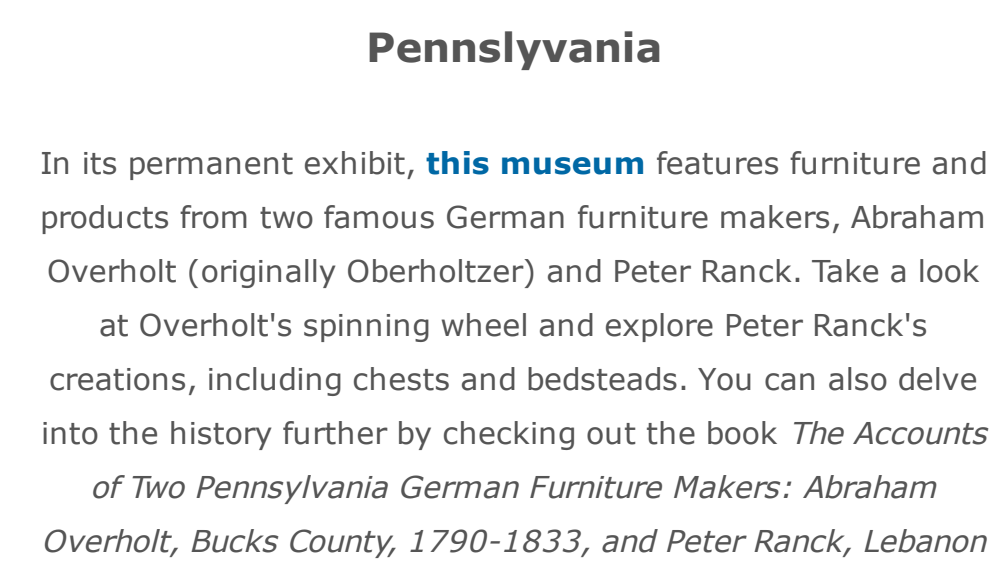 Pennslyvania
In its permanent exhibit, this museum features furniture and
products from two famous German furniture makers, Abraham
Overholt (originally Oberholtzer) and Peter Ranck. Take a look
at Overholt's spinning wheel and explore Peter Ranck's
creations, including chests and bedsteads. You can also delve
into the history further by checking out the book The Accounts
of Two Pennsylvania German Furniture Makers: Abraham
Overholt, Bucks County, 1790-1833, and Peter Ranck, Lebanon